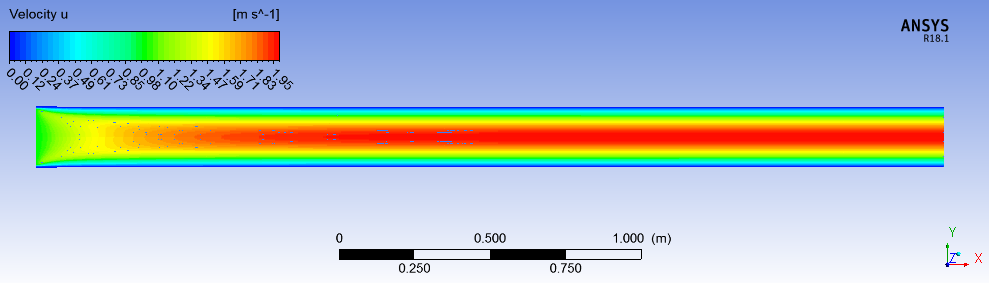 Velocity u [m s^-1]
0.00 0.12 0.24 0.37 0.49 0.61 0.73 0.85 0.98 1.10 1.22 1.34 1.47 1.59 1.71 1.83 1.95
ANSYS
R18.1
0 0.500 1.000 (m)
0.250 0.750
Y
Z X